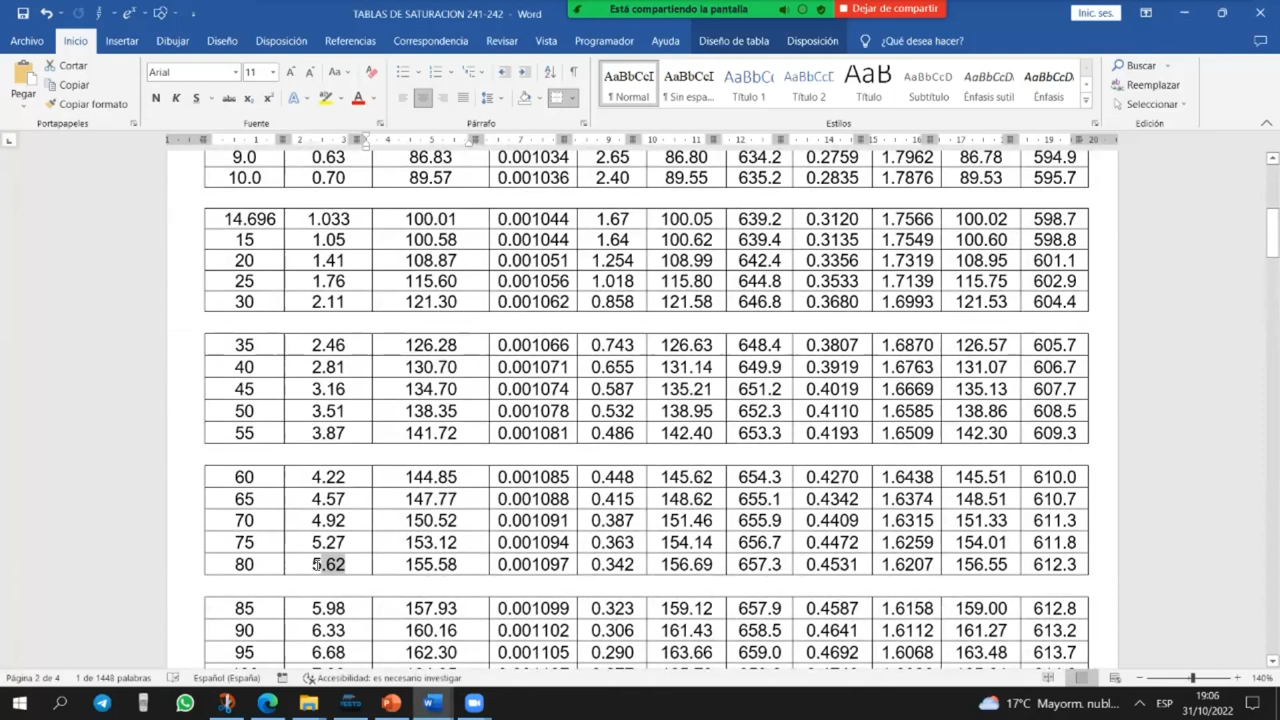 TABLAS DE SATURACION 241-242 - Word
Está compartiendo la pantalla
Dejar de compartir
Inic. ses.
Archivo Inicio Insertar Dibujar Diseño Disposición Referencias Correspondencia Revisar Vista Programador Ayuda Diseño de tabla Disposición ¿Qué desea hacer?
Pegar
Cortar
Copiar
Copiar formato
Portapapeles
Arial 11
N K S abc x₂ x²
Fuente
Párrafo
AaBbCcI AaBbCcI AaBbC( AaBbCcI AaB AaBbCcD AaBbCcD( AaBbCcD(
¶ Normal ¶ Sin espa... Título 1 Título 2 Título Subtítulo Énfasis sutil Énfasis
Estilos
Buscar
Reemplazar
Seleccionar
Edición
1 1 2 3 4 5 7 8 10 11 12 14 15 16 17 19 20
9.0 0.63 86.83 0.001034 2.65 86.80 634.2 0.2759 1.7962 86.78 594.9
10.0 0.70 89.57 0.001036 2.40 89.55 635.2 0.2835 1.7876 89.53 595.7
14.696 1.033 100.01 0.001044 1.67 100.05 639.2 0.3120 1.7566 100.02 598.7
15 1.05 100.58 0.001044 1.64 100.62 639.4 0.3135 1.7549 100.60 598.8
20 1.41 108.87 0.001051 1.254 108.99 642.4 0.3356 1.7319 108.95 601.1
25 1.76 115.60 0.001056 1.018 115.80 644.8 0.3533 1.7139 115.75 602.9
30 2.11 121.30 0.001062 0.858 121.58 646.8 0.3680 1.6993 121.53 604.4
35 2.46 126.28 0.001066 0.743 126.63 648.4 0.3807 1.6870 126.57 605.7
40 2.81 130.70 0.001071 0.655 131.14 649.9 0.3919 1.6763 131.07 606.7
45 3.16 134.70 0.001074 0.587 135.21 651.2 0.4019 1.6669 135.13 607.7
50 3.51 138.35 0.001078 0.532 138.95 652.3 0.4110 1.6585 138.86 608.5
55 3.87 141.72 0.001081 0.486 142.40 653.3 0.4193 1.6509 142.30 609.3
60 4.22 144.85 0.001085 0.448 145.62 654.3 0.4270 1.6438 145.51 610.0
65 4.57 147.77 0.001088 0.415 148.62 655.1 0.4342 1.6374 148.51 610.7
70 4.92 150.52 0.001091 0.387 151.46 655.9 0.4409 1.6315 151.33 611.3
75 5.27 153.12 0.001094 0.363 154.14 656.7 0.4472 1.6259 154.01 611.8
80 5.62 155.58 0.001097 0.342 156.69 657.3 0.4531 1.6207 156.55 612.3
85 5.98 157.93 0.001099 0.323 159.12 657.9 0.4587 1.6158 159.00 612.8
90 6.33 160.16 0.001102 0.306 161.43 658.5 0.4641 1.6112 161.27 613.2
95 6.68 162.30 0.001105 0.290 163.66 659.0 0.4692 1.6068 163.48 613.7
Página 2 de 4 1 de 1448 palabras Español (España) Accesibilidad: es necesario investigar 140%
17°C Mayorm. nubl... ESP 19:06
31/10/2022